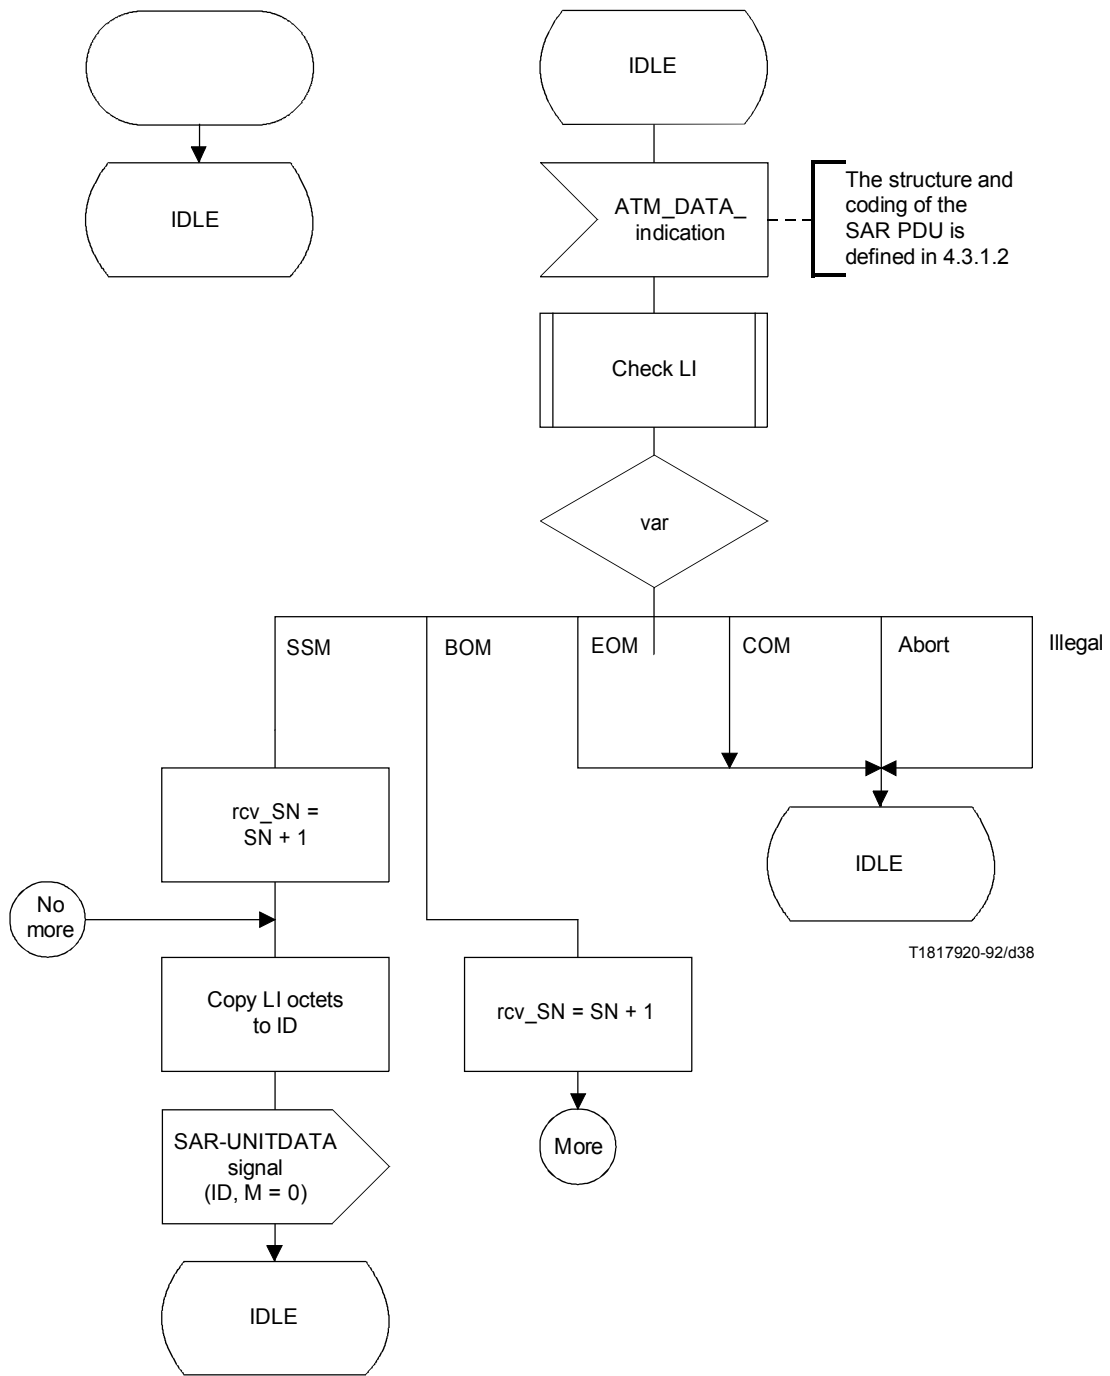 IDLE
IDLE
ATM_DATA_
indication
The structure and
coding of the
SAR PDU is
defined in 4.3.1.2
Check LI
var
SSM
BOM
EOM
COM
Abort
Illegal
rcv_SN =
SN + 1
IDLE
No
more
T1817920-92/d38
Copy LI octets
to ID
rcv_SN = SN + 1
SAR-UNITDATA
signal
(ID, M = 0)
More
IDLE